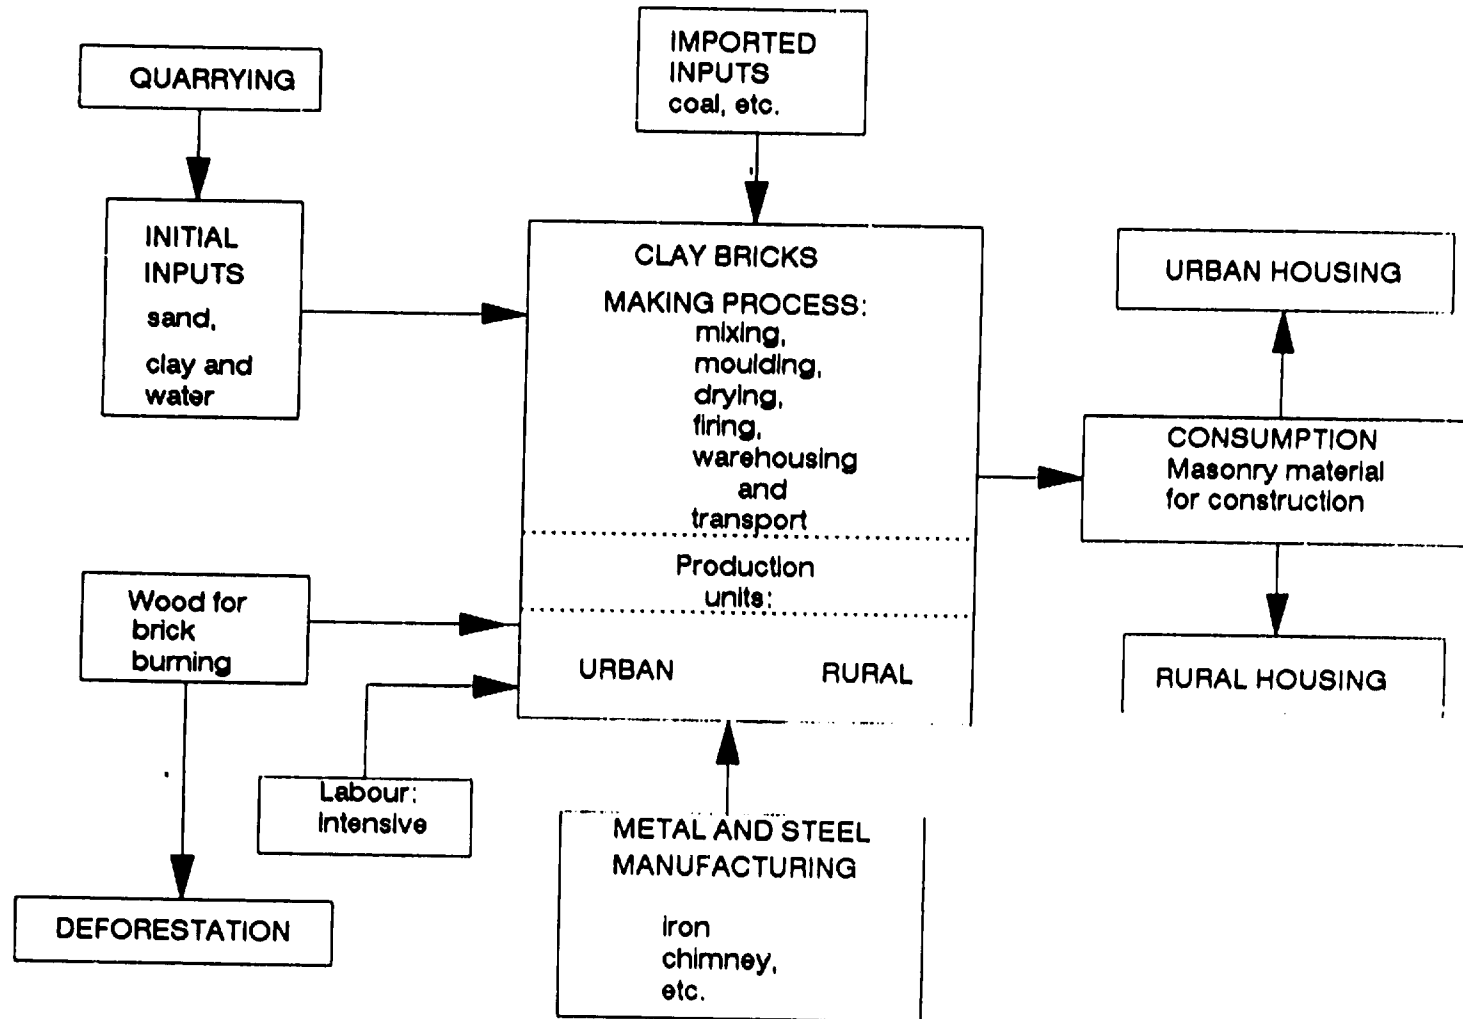 QUARRYING
IMPORTED
INPUTS
coal, etc.
INITIAL
INPUTS
sand,
clay and
water
CLAY BRICKS
MAKING PROCESS:
mixing,
moulding,
drying,
firing,
warehousing
and
transport
Production
units:
URBAN RURAL
URBAN HOUSING
CONSUMPTION
Masonry material
for construction
RURAL HOUSING
Wood for
brick
burning
Labour:
intensive
DEFORESTATION
METAL AND STEEL
MANUFACTURING
iron
chimney,
etc.